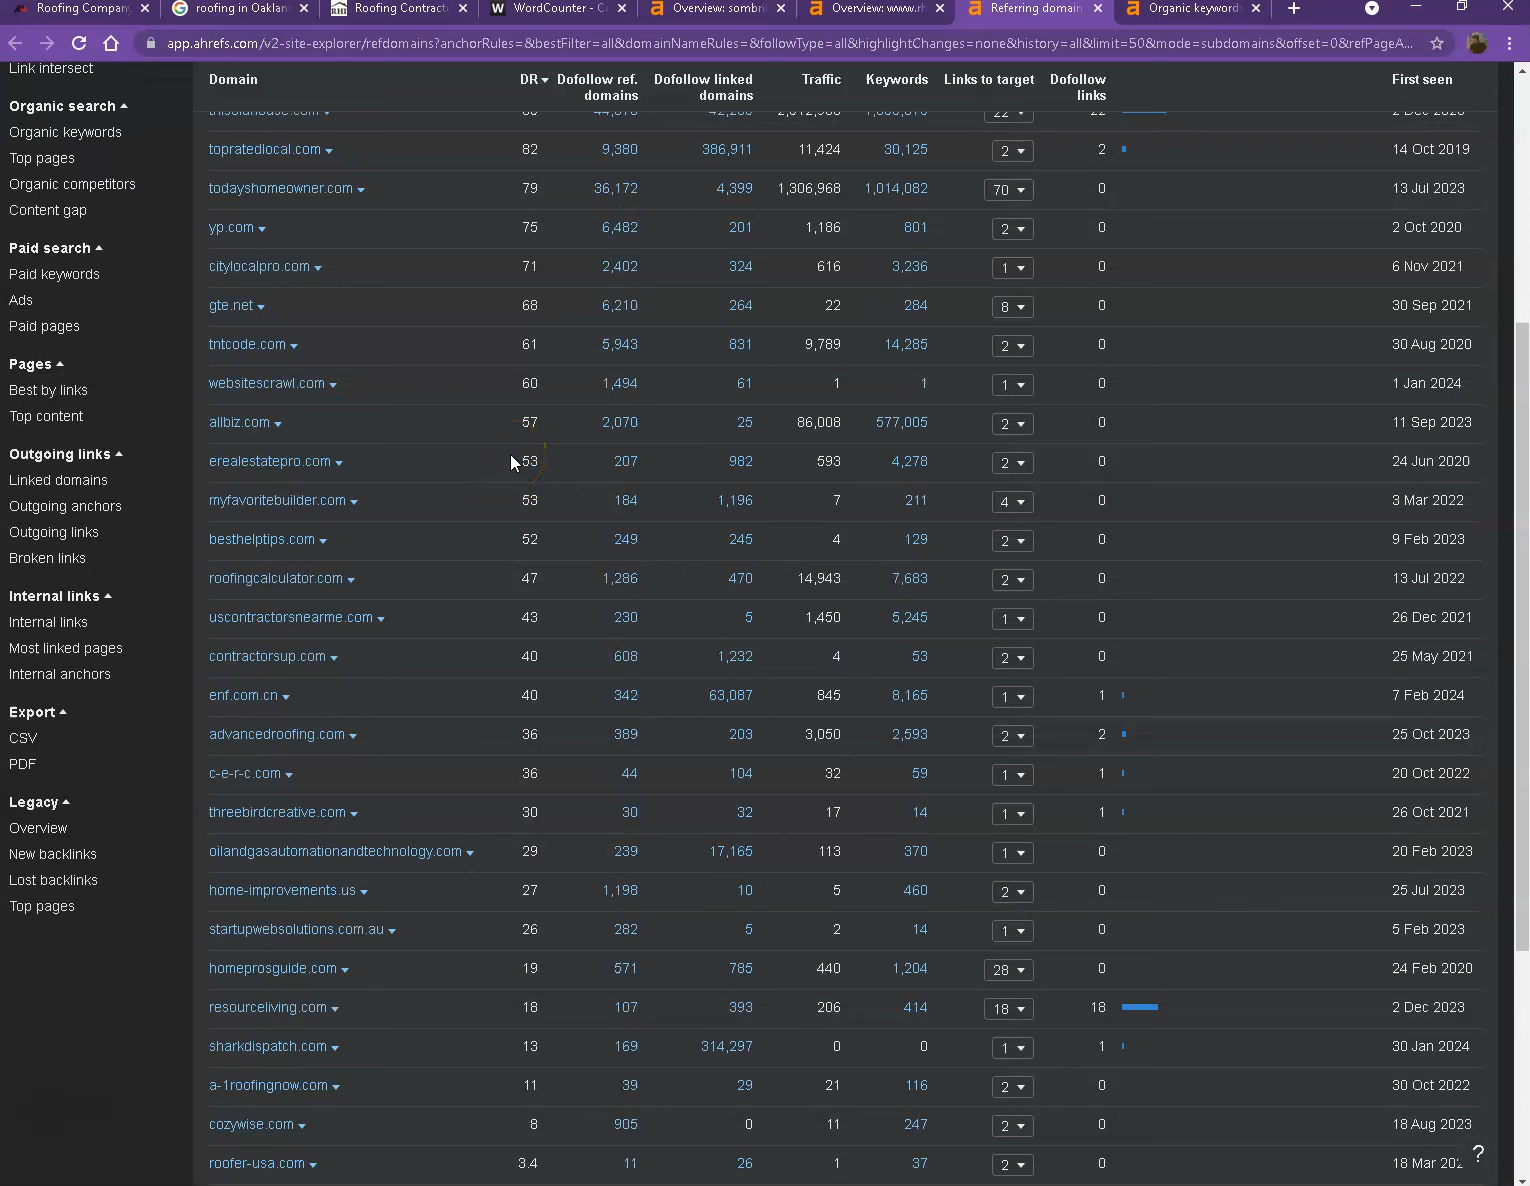 Roofing Company
roofing in Oaklan
RHI Roofing Contract
W WordCounter - C
Overview: sombri
Overview: www.rh
Referring domain
Organic keywords
app.ahrefs.com/v2-site-explorer/refdomains?anchorRules=&bestFilter=all&domainNameRules=&followType=all&highlightChanges=none&history=all&limit=50&mode=subdomains&offset=0&refPageA...
Link intersect
Organic search
Organic keywords
Top pages
Organic competitors
Content gap
Paid search
Paid keywords
Ads
Paid pages
Pages
Best by links
Top content
Outgoing links
Linked domains
Outgoing anchors
Outgoing links
Broken links
Internal links
Internal links
Most linked pages
Internal anchors
Export
CSV
PDF
Legacy
Overview
New backlinks
Lost backlinks
Top pages
Domain DR Dofollow ref. domains Dofollow linked domains Traffic Keywords Links to target Dofollow links First seen
topratedlocal.com 82 9,380 386,911 11,424 30,125 2 2 14 Oct 2019
todayshomeowner.com 79 36,172 4,399 1,306,968 1,014,082 70 0 13 Jul 2023
yp.com 75 6,482 201 1,186 801 2 0 2 Oct 2020
citylocalpro.com 71 2,402 324 616 3,236 1 0 6 Nov 2021
gte.net 68 6,210 264 22 284 8 0 30 Sep 2021
tntcode.com 61 5,943 831 9,789 14,285 2 0 30 Aug 2020
websitescrawl.com 60 1,494 61 1 1 1 0 1 Jan 2024
allbiz.com 57 2,070 25 86,008 577,005 2 0 11 Sep 2023
erealestatepro.com 53 207 982 593 4,278 2 0 24 Jun 2020
myfavoritebuilder.com 53 184 1,196 7 211 4 0 3 Mar 2022
besthelptips.com 52 249 245 4 129 2 0 9 Feb 2023
roofingcalculator.com 47 1,286 470 14,943 7,683 2 0 13 Jul 2022
uscontractorsnearme.com 43 230 5 1,450 5,245 1 0 26 Dec 2021
contractorsup.com 40 608 1,232 4 53 2 0 25 May 2021
enf.com.cn 40 342 63,087 845 8,165 1 1 7 Feb 2024
advancedroofing.com 36 389 203 3,050 2,593 2 2 25 Oct 2023
c-e-r-c.com 36 44 104 32 59 1 1 20 Oct 2022
threebirdcreative.com 30 30 32 17 14 1 1 26 Oct 2021
oilandgasautomationandtechnology.com 29 239 17,165 113 370 1 0 20 Feb 2023
home-improvements.us 27 1,198 10 5 460 2 0 25 Jul 2023
startupwebsolutions.com.au 26 282 5 2 14 1 0 5 Feb 2023
homeprosguide.com 19 571 785 440 1,204 28 0 24 Feb 2020
resourceliving.com 18 107 393 206 414 18 18 2 Dec 2023
sharkdispatch.com 13 169 314,297 0 0 1 1 30 Jan 2024
a-1roofingnow.com 11 39 29 21 116 2 0 30 Oct 2022
cozywise.com 8 905 0 11 247 2 0 18 Aug 2023
roofer-usa.com 3.4 11 26 1 37 2 0 18 Mar 202
?